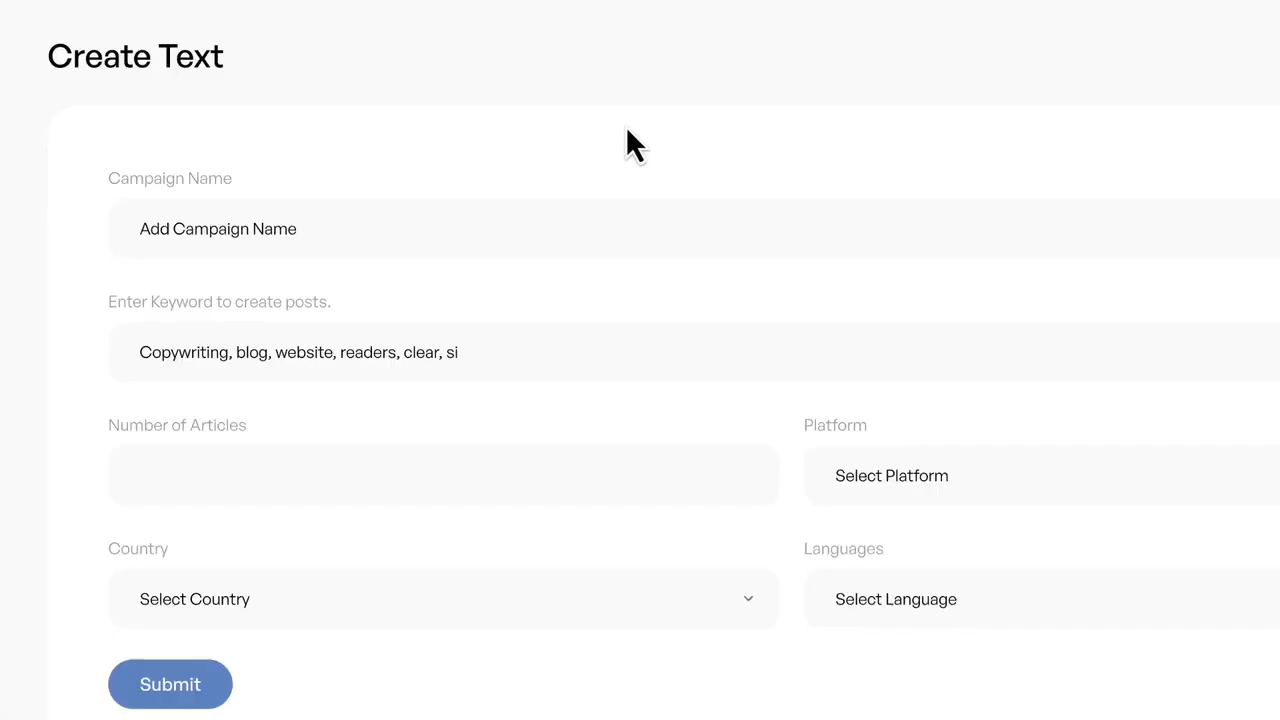 Create Text
Campaign Name
Add Campaign Name
Enter Keyword to create posts.
Copywriting, blog, website, readers, clear, si
Number of Articles
Platform
Select Platform
Country
Languages
Select Country
Select Language
Submit